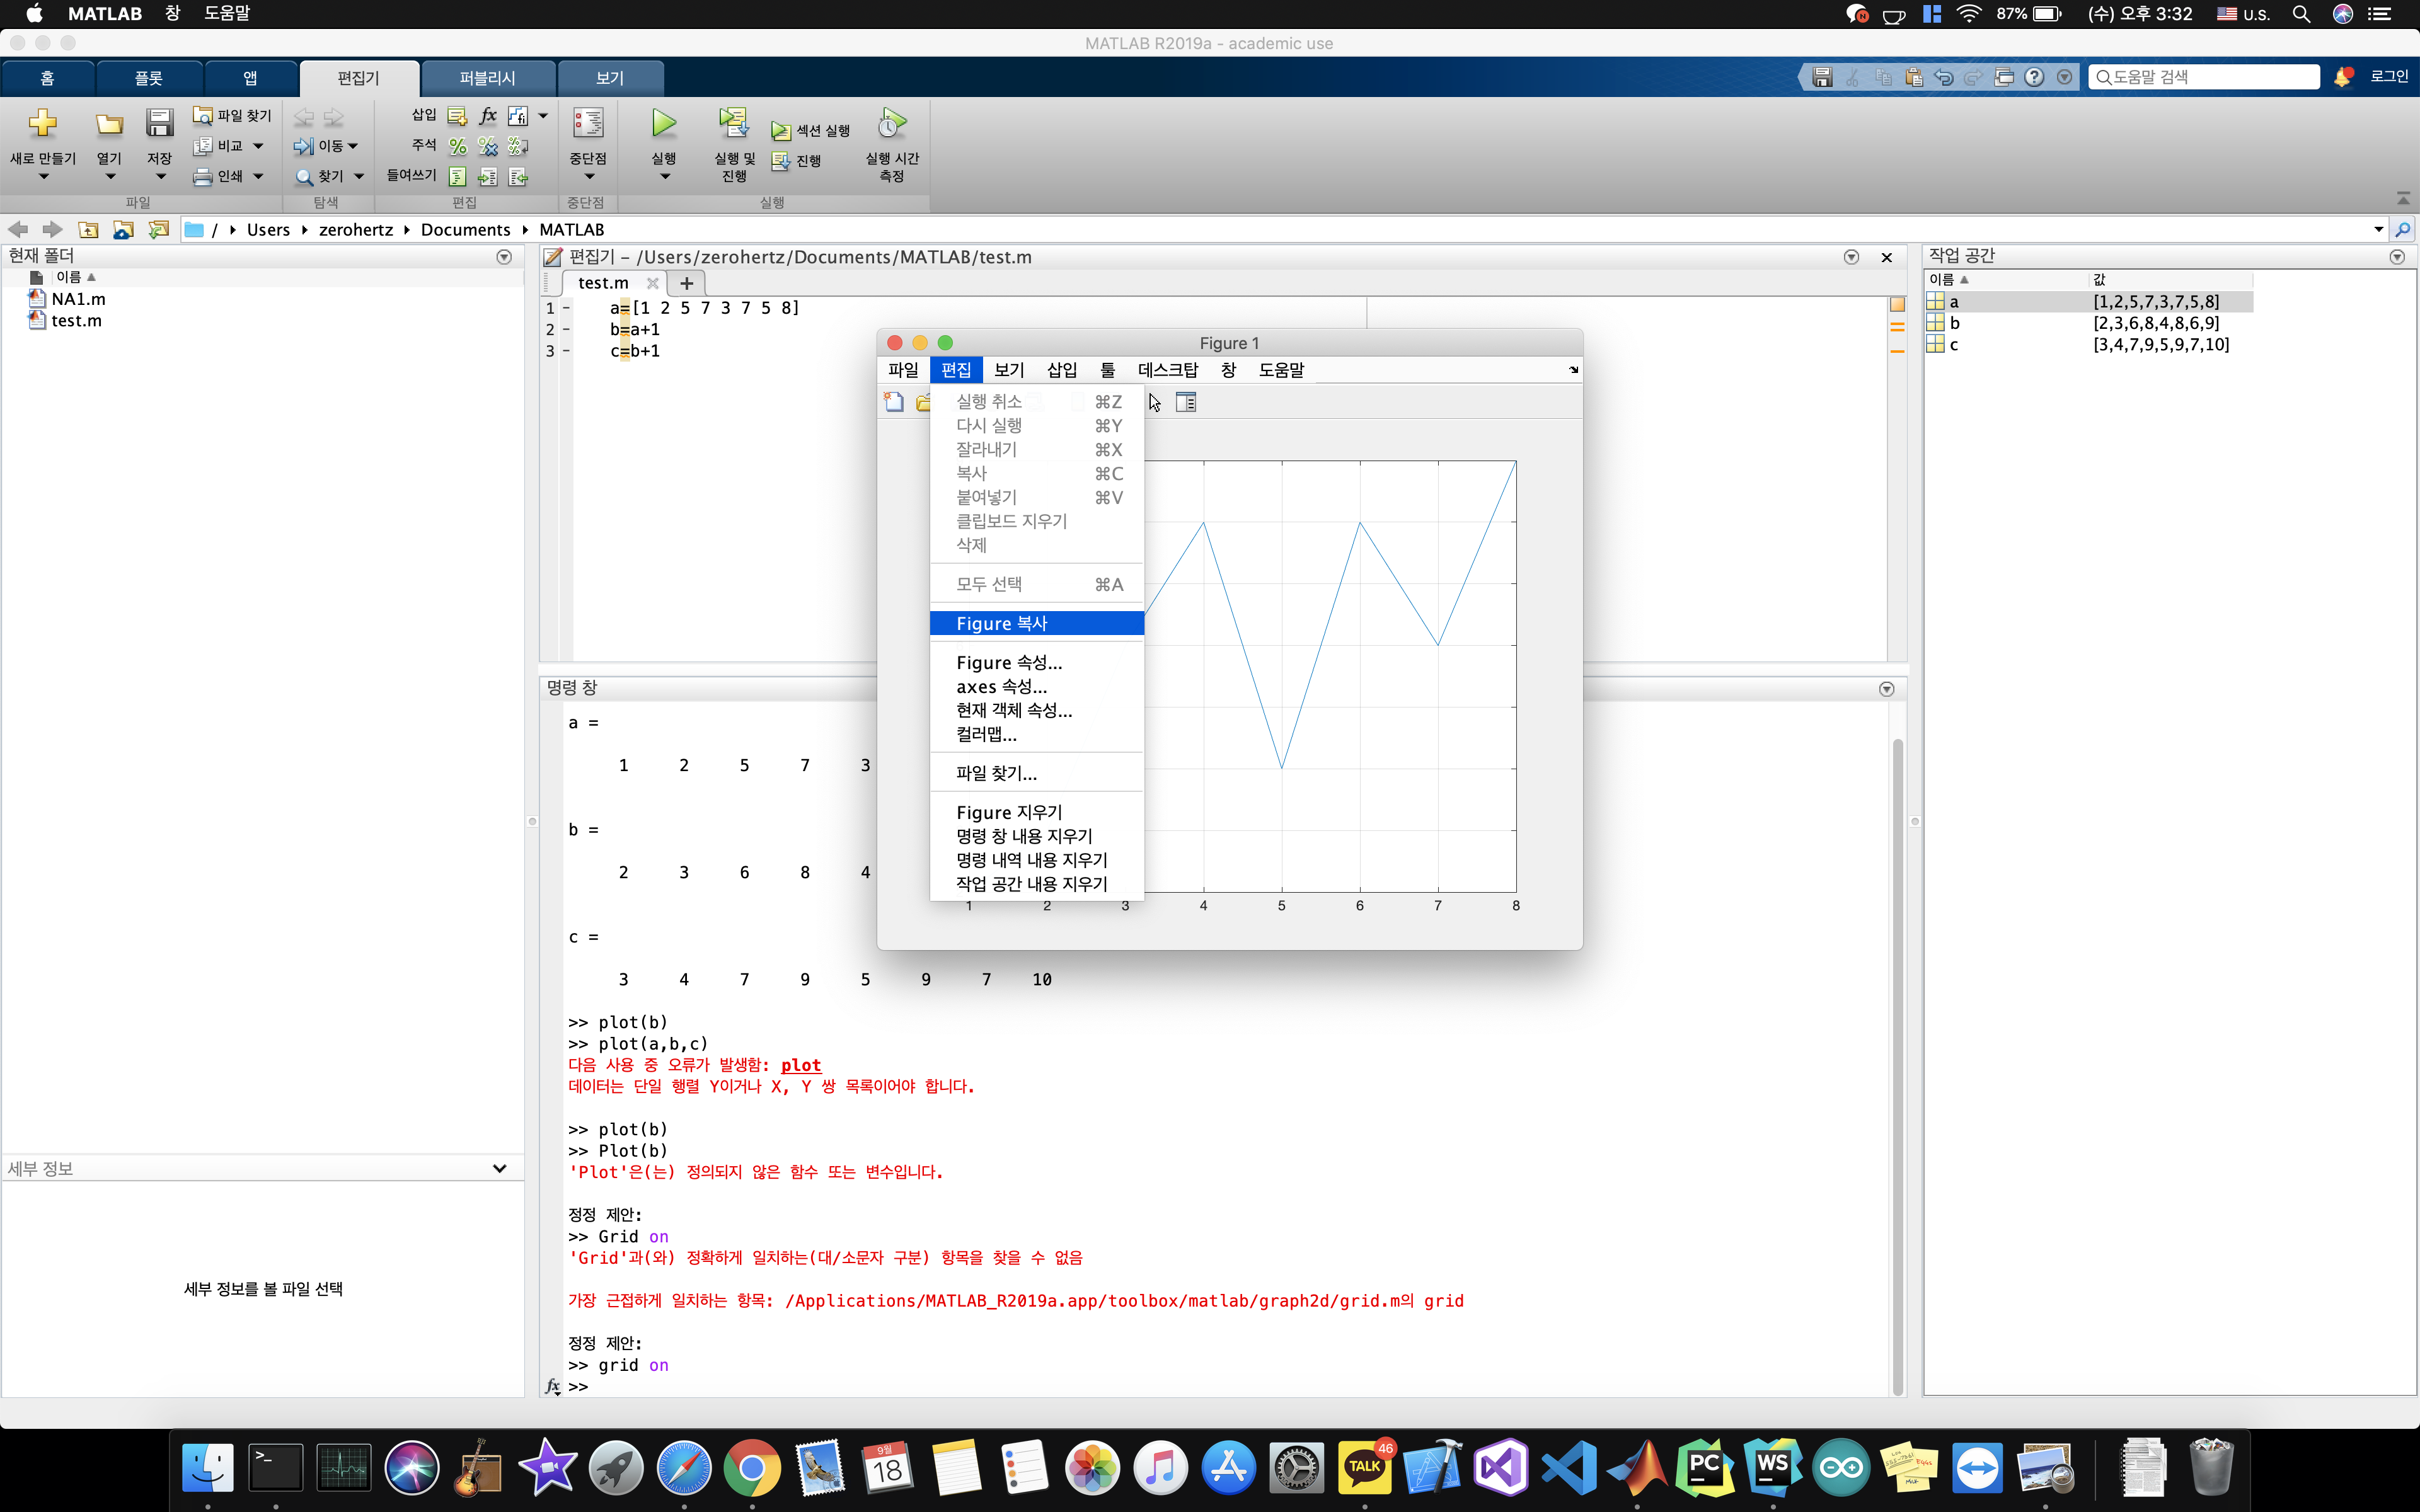 MATLAB 창 도움말
87% (수) 오후 3:32 U.S.
MATLAB R2019a - academic use
홈 플롯 앱 편집기 퍼블리시 보기
도움말 검색 로그인
새로 만들기 열기 저장 파일 찾기 비교 인쇄
이동 찾기
삽입 fx
주석
들여쓰기
중단점
실행 실행 및 진행 섹션 실행 진행 실행 시간 측정
파일 탐색 편집 중단점 실행
/ Users zerohertz Documents MATLAB
현재 폴더
이름
NA1.m
test.m
세부 정보
세부 정보를 볼 파일 선택
편집기 - /Users/zerohertz/Documents/MATLAB/test.m
test.m
1 - a=[1 2 5 7 3 7 5 8]
2 - b=a+1
3 - c=b+1
Figure 1
파일 편집 보기 삽입 툴 데스크탑 창 도움말
실행 취소 ⌘Z
다시 실행 ⌘Y
잘라내기 ⌘X
복사 ⌘C
붙여넣기 ⌘V
클립보드 지우기
삭제
모두 선택 ⌘A
Figure 복사
Figure 속성...
axes 속성...
현재 객체 속성...
컬러맵...
파일 찾기...
Figure 지우기
명령 창 내용 지우기
명령 내역 내용 지우기
작업 공간 내용 지우기
1 2 3 4 5 6 7 8
명령 창
a =
1 2 5 7 3
b =
2 3 6 8 4
c =
3 4 7 9 5 9 7 10
>> plot(b)
>> plot(a,b,c)
다음 사용 중 오류가 발생함: plot
데이터는 단일 행렬 Y이거나 X, Y 쌍 목록이어야 합니다.
>> plot(b)
>> Plot(b)
'Plot'은(는) 정의되지 않은 함수 또는 변수입니다.
정정 제안:
>> Grid on
'Grid'과(와) 정확하게 일치하는(대/소문자 구분) 항목을 찾을 수 없음
가장 근접하게 일치하는 항목: /Applications/MATLAB_R2019a.app/toolbox/matlab/graph2d/grid.m의 grid
정정 제안:
>> grid on
fx >>
작업 공간
이름 값
a [1,2,5,7,3,7,5,8]
b [2,3,6,8,4,8,6,9]
c [3,4,7,9,5,9,7,10]
9월
18
TALK
46
PC
WS